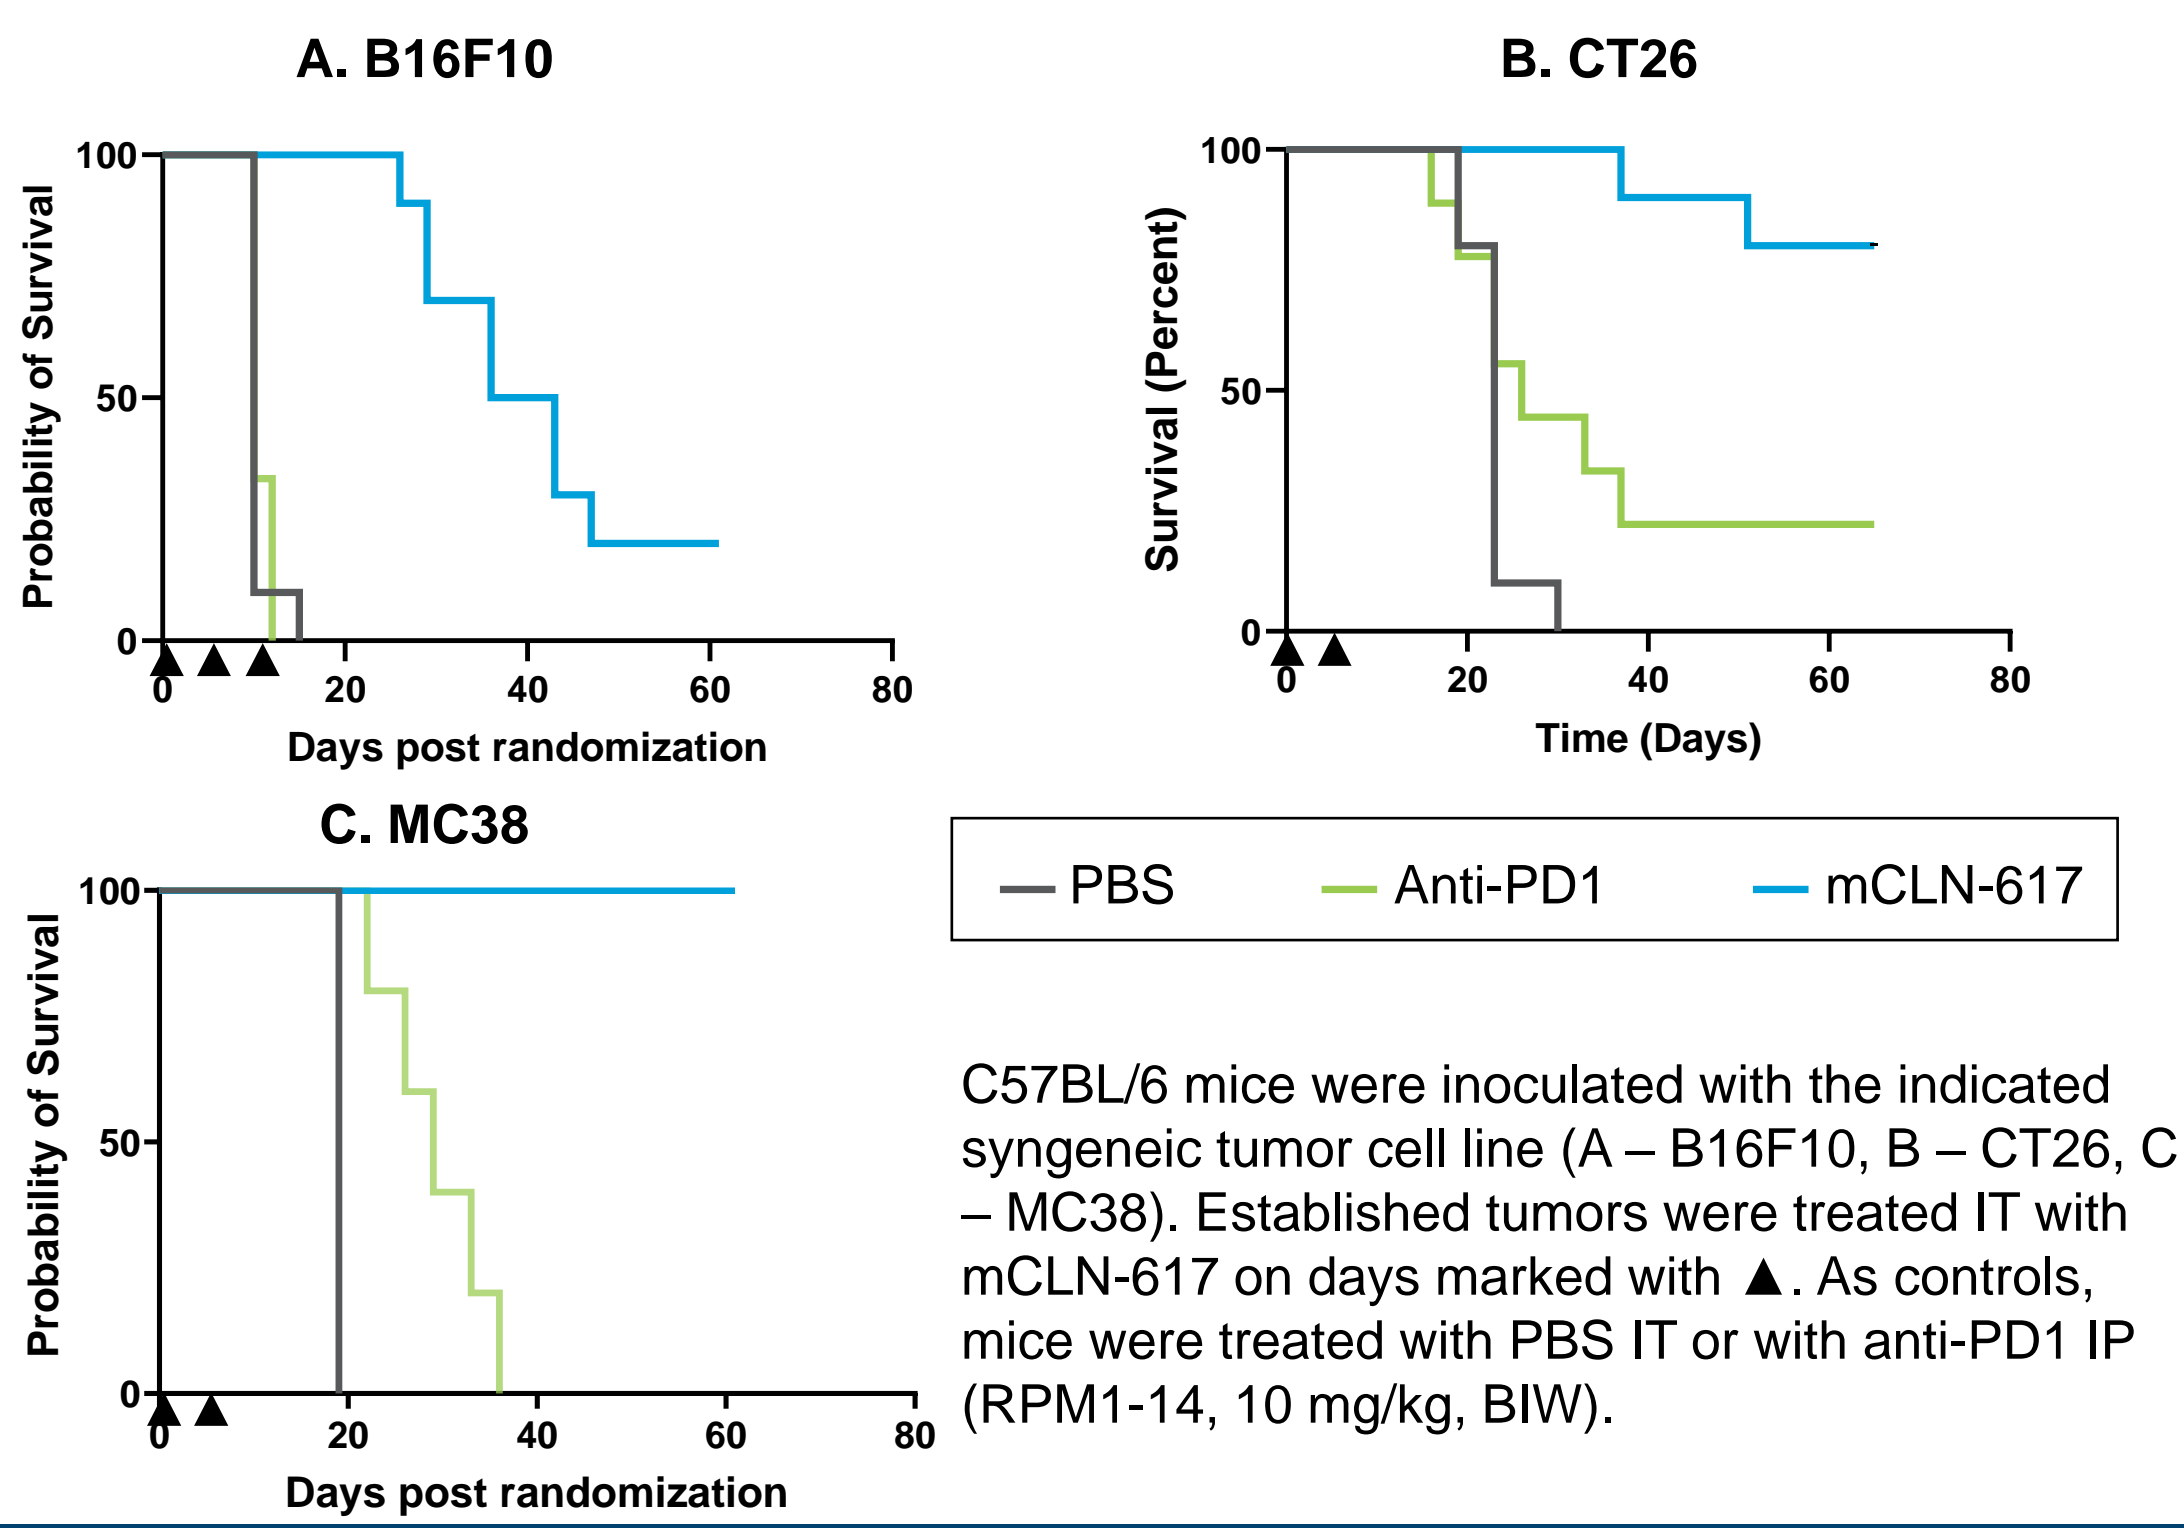 A. B16F10
Probability of Survival
100
50
0
0 20 40 60 80
Days post randomization
B. CT26
Survival (Percent)
100
50
0
0 20 40 60 80
Time (Days)
C. MC38
Probability of Survival
100
50
0
0 20 40 60 80
Days post randomization
PBS Anti-PD1 mCLN-617
C57BL/6 mice were inoculated with the indicated
syngeneic tumor cell line (A – B16F10, B – CT26, C
– MC38). Established tumors were treated IT with
mCLN-617 on days marked with ▲. As controls,
mice were treated with PBS IT or with anti-PD1 IP
(RPM1-14, 10 mg/kg, BIW).